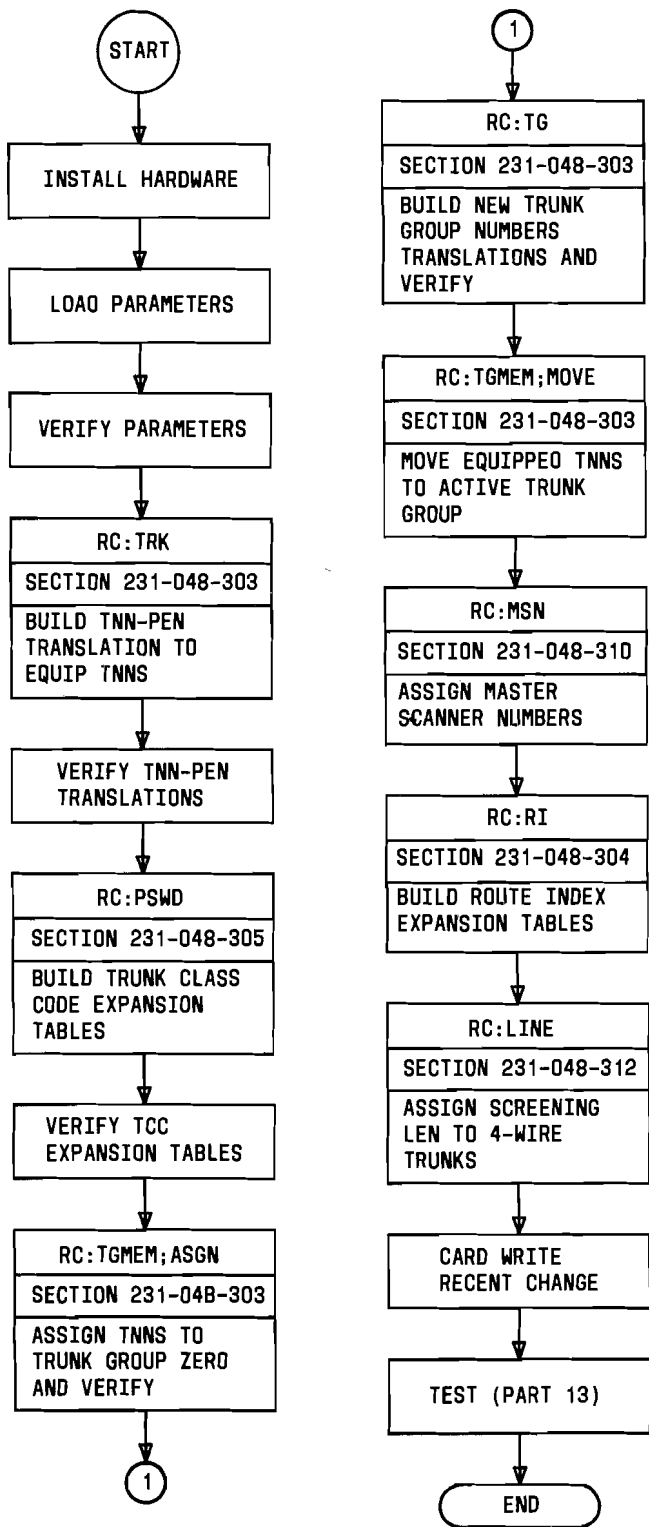 START
INSTALL HARDWARE
LOAO PARAMETERS
VERIFY PARAMETERS
RC:TRK
SECTION 231-048-303
BUILD TNN-PEN
TRANSLATION TO
EQUIP TNNS
VERIFY TNN-PEN
TRANSLATIONS
RC:PSWD
SECTION 231-048-305
BUILD TRUNK CLASS
CODE EXPANSION
TABLES
VERIFY TCC
EXPANSION TABLES
RC:TGMEM;ASGN
SECTION 231-04B-303
ASSIGN TNNS TO
TRUNK GROUP ZERO
AND VERIFY
1
1
RC:TG
SECTION 231-048-303
BUILD NEW TRUNK
GROUP NUMBERS
TRANSLATIONS AND
VERIFY
RC:TGMEM;MOVE
SECTION 231-048-303
MOVE EQUIPPEO TNNS
TO ACTIVE TRUNK
GROUP
RC:MSN
SECTION 231-048-310
ASSIGN MASTER
SCANNER NUMBERS
RC:RI
SECTION 231-048-304
BUILD ROUTE INDEX
EXPANSION TABLES
RC:LINE
SECTION 231-048-312
ASSIGN SCREENING
LEN TO 4-WIRE
TRUNKS
CARD WRITE
RECENT CHANGE
TEST (PART 13)
END